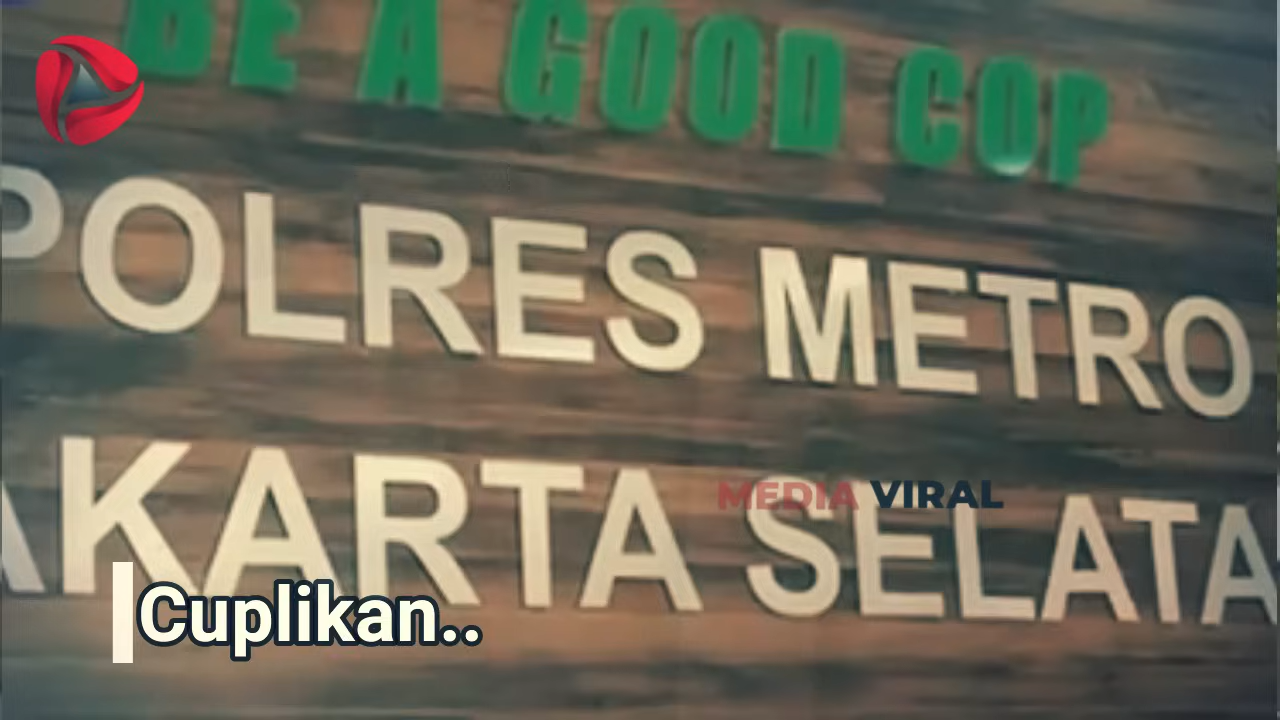 BE A GOOD COP
POLRES METRO
AKARTA SELATA
MEDIA VIRAL
Cuplikan..